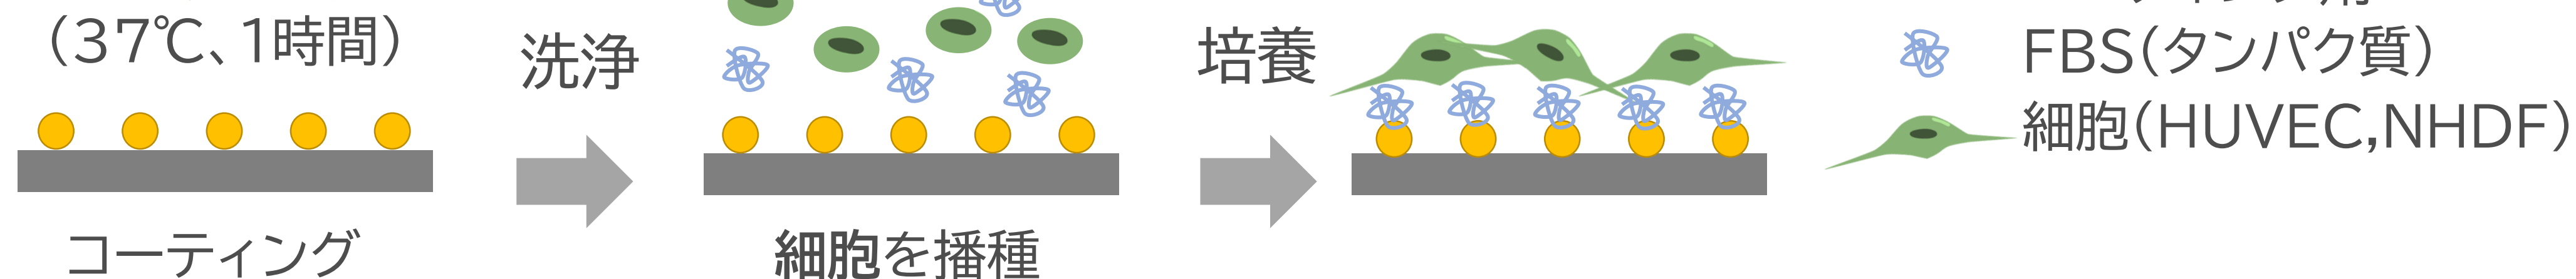 (37℃、1時間)
洗浄
培養
FBS(タンパク質)
細胞(HUVEC,NHDF)
コーティング
細胞を播種